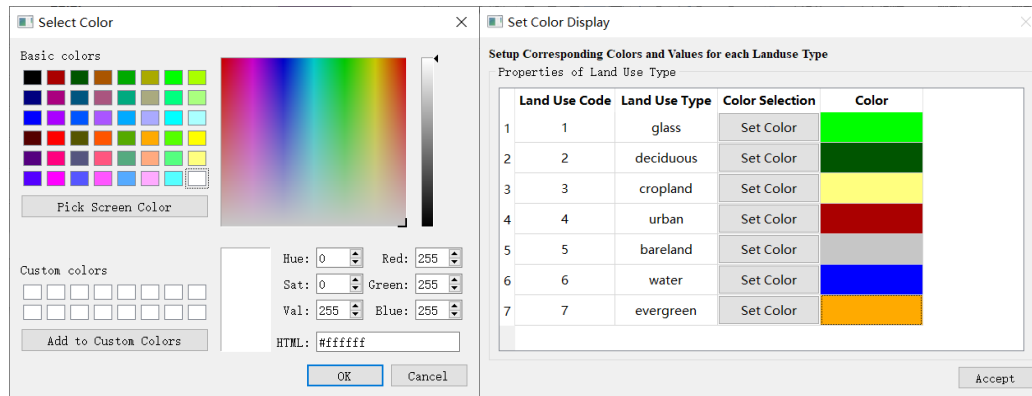 Select Color
Basic colors
Pick Screen Color
Custom colors
Add to Custom Colors
Hue: 0 Red: 255
Sat: 0 Green: 255
Val: 255 Blue: 255
HTML: #ffffff
OK Cancel
Set Color Display
Setup Corresponding Colors and Values for each Landuse Type
Properties of Land Use Type
Land Use Code Land Use Type Color Selection Color
1 1 glass Set Color
2 2 deciduous Set Color
3 3 cropland Set Color
4 4 urban Set Color
5 5 bareland Set Color
6 6 water Set Color
7 7 evergreen Set Color
Accept